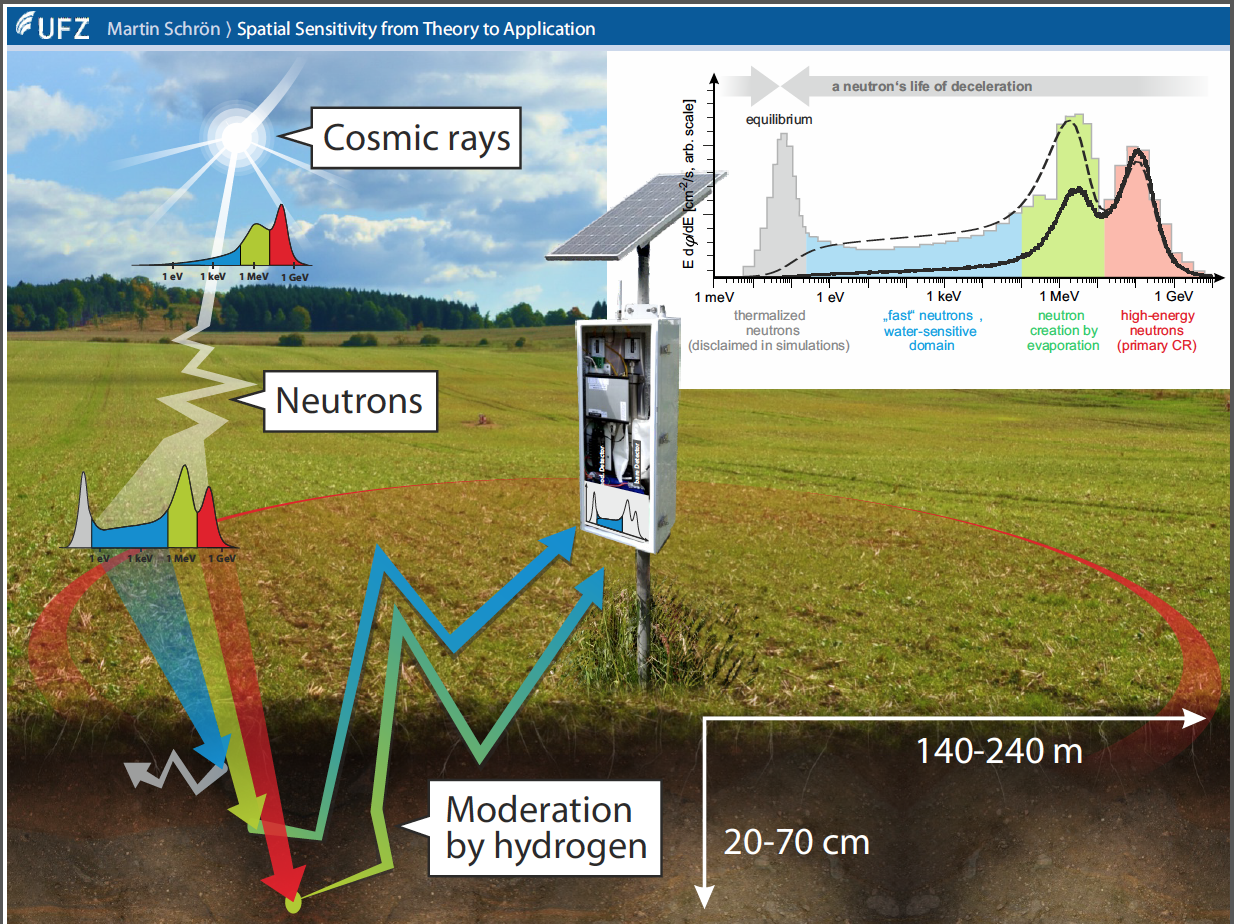 UFZ Martin Schrön ⟩ Spatial Sensitivity from Theory to Application
Cosmic rays
1 eV 1 keV 1 MeV 1 GeV
Neutrons
1 eV 1 keV 1 MeV 1 GeV
a neutron's life of deceleration
equilibrium
E dφ/dE [cm⁻²/s, arb. scale]
1 meV 1 eV 1 keV 1 MeV 1 GeV
thermalized
neutrons
(disclaimed in simulations)
„fast“ neutrons ,
water-sensitive
domain
neutron
creation by
evaporation
high-energy
neutrons
(primary CR)
bare Detector
140-240 m
20-70 cm
Moderation
by hydrogen